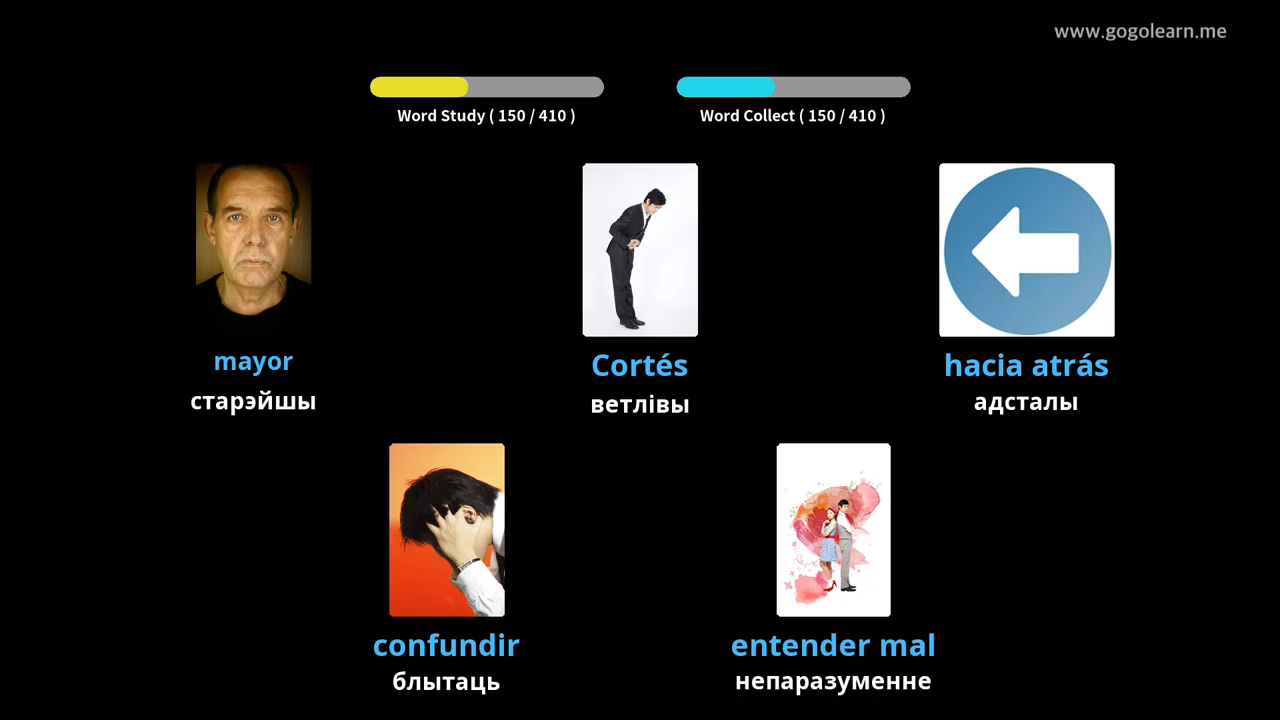 www.gogolearn.me
Word Study ( 150 / 410 )
Word Collect ( 150 / 410 )
mayor
старэйшы
Cortés
ветлівы
hacia atrás
адсталы
confundir
блытаць
entender mal
непаразуменне